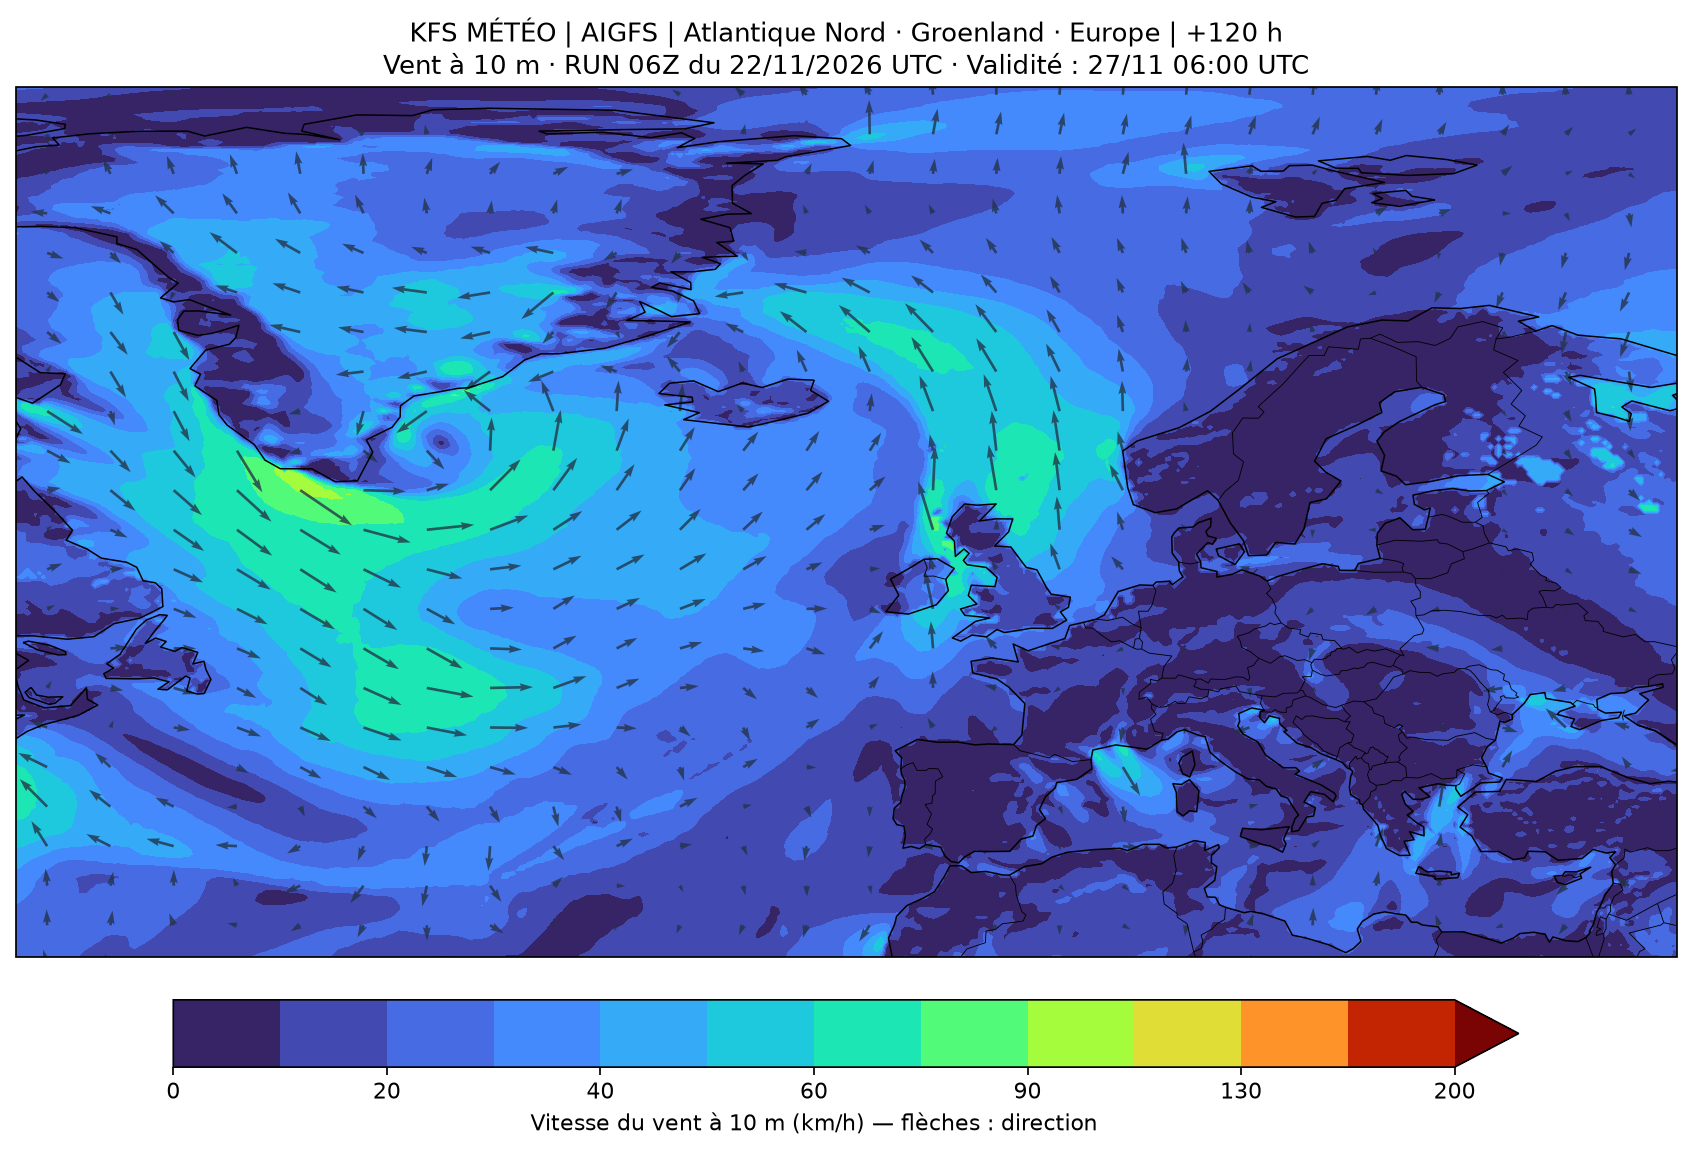 KFS MÉTÉO | AIGFS | Atlantique Nord · Groenland · Europe | +120 h
Vent à 10 m · RUN 06Z du 22/11/2026 UTC · Validité : 27/11 06:00 UTC
0 20 40 60 90 130 200
Vitesse du vent à 10 m (km/h) — flèches : direction